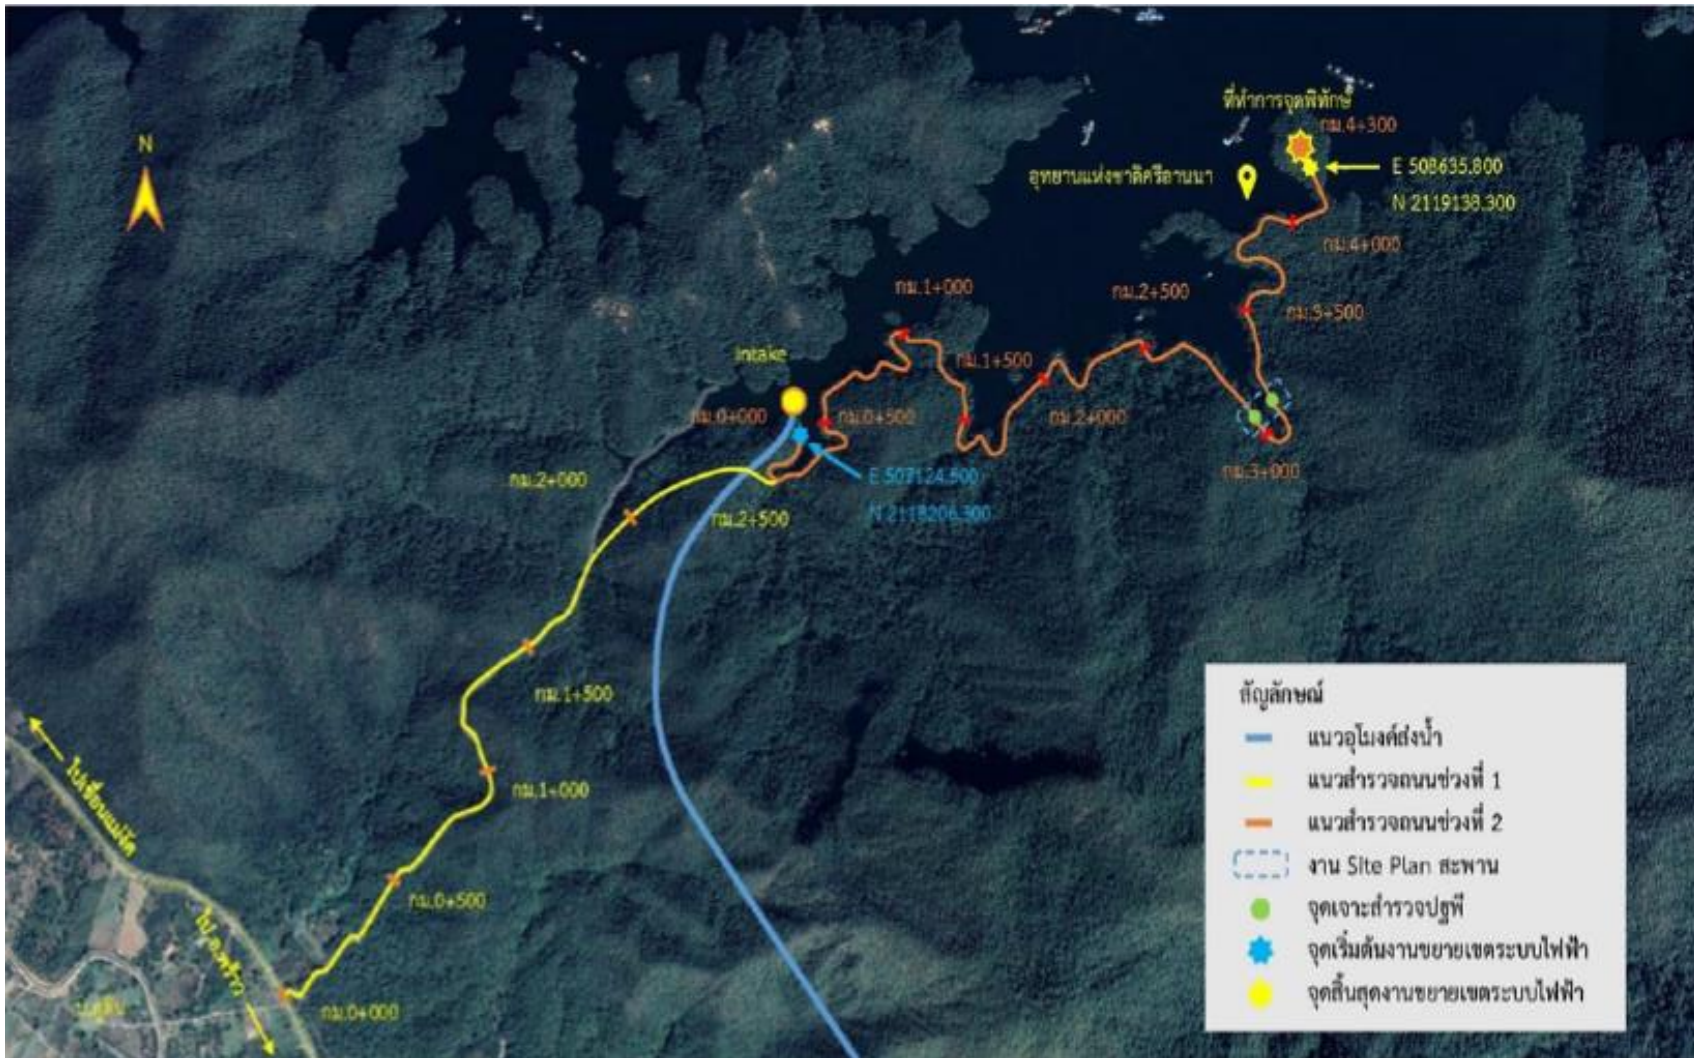 N
ที่ทำการจุดพิทักษ์
กม.4+300
E 508635.800
N 2119138.300
อุทยานแห่งชาติศรีลานนา
กม.4+000
กม.1+000
กม.2+500
กม.3+500
Intake
กม.1+500
กม.0+000
กม.0+500
กม.2+000
กม.3+000
กม.2+000
E 507124.500
กม.2+500
N 2118206.300
กม.1+500
ไปเขื่อนแม่งัด
กม.1+000
กม.0+500
ไป อ.พร้าว
กม.0+000
สัญลักษณ์
แนวอุโมงค์ส่งน้ำ
แนวสำรวจถนนช่วงที่ 1
แนวสำรวจถนนช่วงที่ 2
งาน Site Plan สะพาน
จุดเจาะสำรวจปฐพี
จุดเริ่มต้นงานขยายเขตระบบไฟฟ้า
จุดสิ้นสุดงานขยายเขตระบบไฟฟ้า